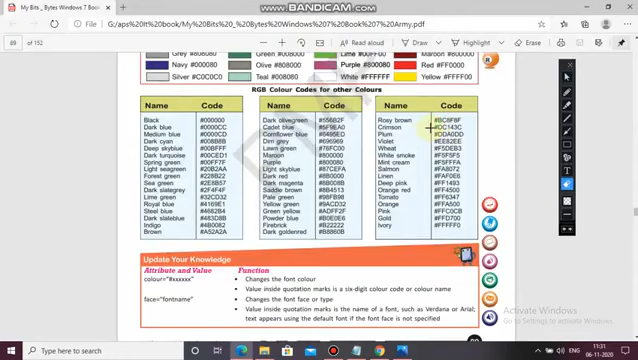 My Bits _ Bytes Windows 7 Book
G:/aps%20It%20book/My%20Bits%20_%20Bytes%20Windows%207%20Book%207%20Army.pdf
of 152
Read aloud
Draw
Highlight
Erase
Grey #808080
Green #008000
Lime #00FF00
Maroon #800000
Navy #000080
Olive #808000
Purple #800080
Red #FF0000
Silver #C0C0C0
Teal #008080
White #FFFFFF
Yellow #FFFF00
RGB Colour Codes for other Colours
Name Code Name Code Name Code
Black #000000 Dark olivegreen #556B2F Rosy brown #BC8F8F
Dark blue #0000CC Cadet blue #5F9EA0 Crimson #DC143C
Medium blue #0000CD Cornflower blue #6495ED Plum #DDA0DD
Dark cyan #008B8B Dim grey #696969 Violet #EE82EE
Deep sky blue #00BFFF Lawn green #7CFC00 Wheat #F5DEB3
Dark turquoise #00CED1 Maroon #800000 White smoke #F5F5F5
Spring green #00FF7F Purple #800080 Mint cream #F5FFFA
Light seagreen #20B2AA Light skyblue #87CEFA Salmon #FA8072
Forest green #228B22 Dark red #8B0000 Linen #FAF0E6
Sea green #2E8B57 Dark magenta #8B008B Deep pink #FF1493
Dark slategrey #2F4F4F Saddle brown #8B4513 Orange red #FF4500
Lime green #32CD32 Pale green #98FB98 Tomato #FF6347
Royal blue #4169E1 Yellow green #9ACD32 Orange #FFA500
Steel blue #4682B4 Green yellow #ADFF2F Pink #FFC0CB
Dark slateblue #483D8B Powder blue #B0E0E6 Gold #FFD700
Indigo #4B0082 Firebrick #B22222 Ivory #FFFFF0
Brown #A52A2A Dark goldenred #B8860B
Update Your Knowledge
Attribute and Value Function
colour="#xxxxxx" • Changes the font colour
• Value inside quotation marks is a six-digit colour code or colour name
face="fontname" • Changes the font face or type
• Value inside quotation marks is the name of a font, such as Verdana or Arial;
text appears using the default font if the font face is not specified
Activate Windows
Go to Settings to activate Windows.
89
11:31
11-05-2020